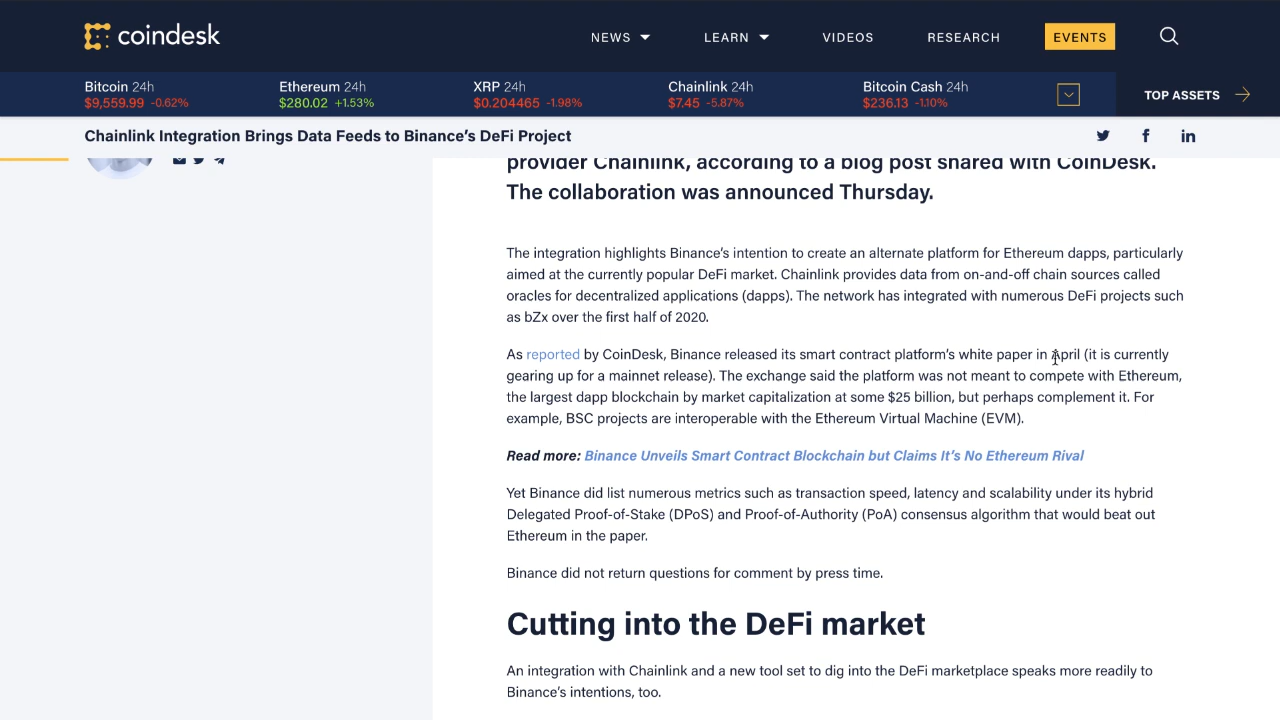 coindesk
NEWS LEARN VIDEOS RESEARCH EVENTS
Bitcoin 24h Ethereum 24h XRP 24h Chainlink 24h Bitcoin Cash 24h
$9,559.99 -0.62% $280.02 +1.53% $0.204465 -1.98% $7.45 -5.87% $236.13 -1.10%
TOP ASSETS
Chainlink Integration Brings Data Feeds to Binance's DeFi Project
provider Chainlink, according to a blog post shared with CoinDesk.
The collaboration was announced Thursday.
The integration highlights Binance's intention to create an alternate platform for Ethereum dapps, particularly
aimed at the currently popular DeFi market. Chainlink provides data from on-and-off chain sources called
oracles for decentralized applications (dapps). The network has integrated with numerous DeFi projects such
as bZx over the first half of 2020.
As reported by CoinDesk, Binance released its smart contract platform's white paper in April (it is currently
gearing up for a mainnet release). The exchange said the platform was not meant to compete with Ethereum,
the largest dapp blockchain by market capitalization at some $25 billion, but perhaps complement it. For
example, BSC projects are interoperable with the Ethereum Virtual Machine (EVM).
Read more: Binance Unveils Smart Contract Blockchain but Claims It's No Ethereum Rival
Yet Binance did list numerous metrics such as transaction speed, latency and scalability under its hybrid
Delegated Proof-of-Stake (DPoS) and Proof-of-Authority (PoA) consensus algorithm that would beat out
Ethereum in the paper.
Binance did not return questions for comment by press time.
Cutting into the DeFi market
An integration with Chainlink and a new tool set to dig into the DeFi marketplace speaks more readily to
Binance's intentions, too.